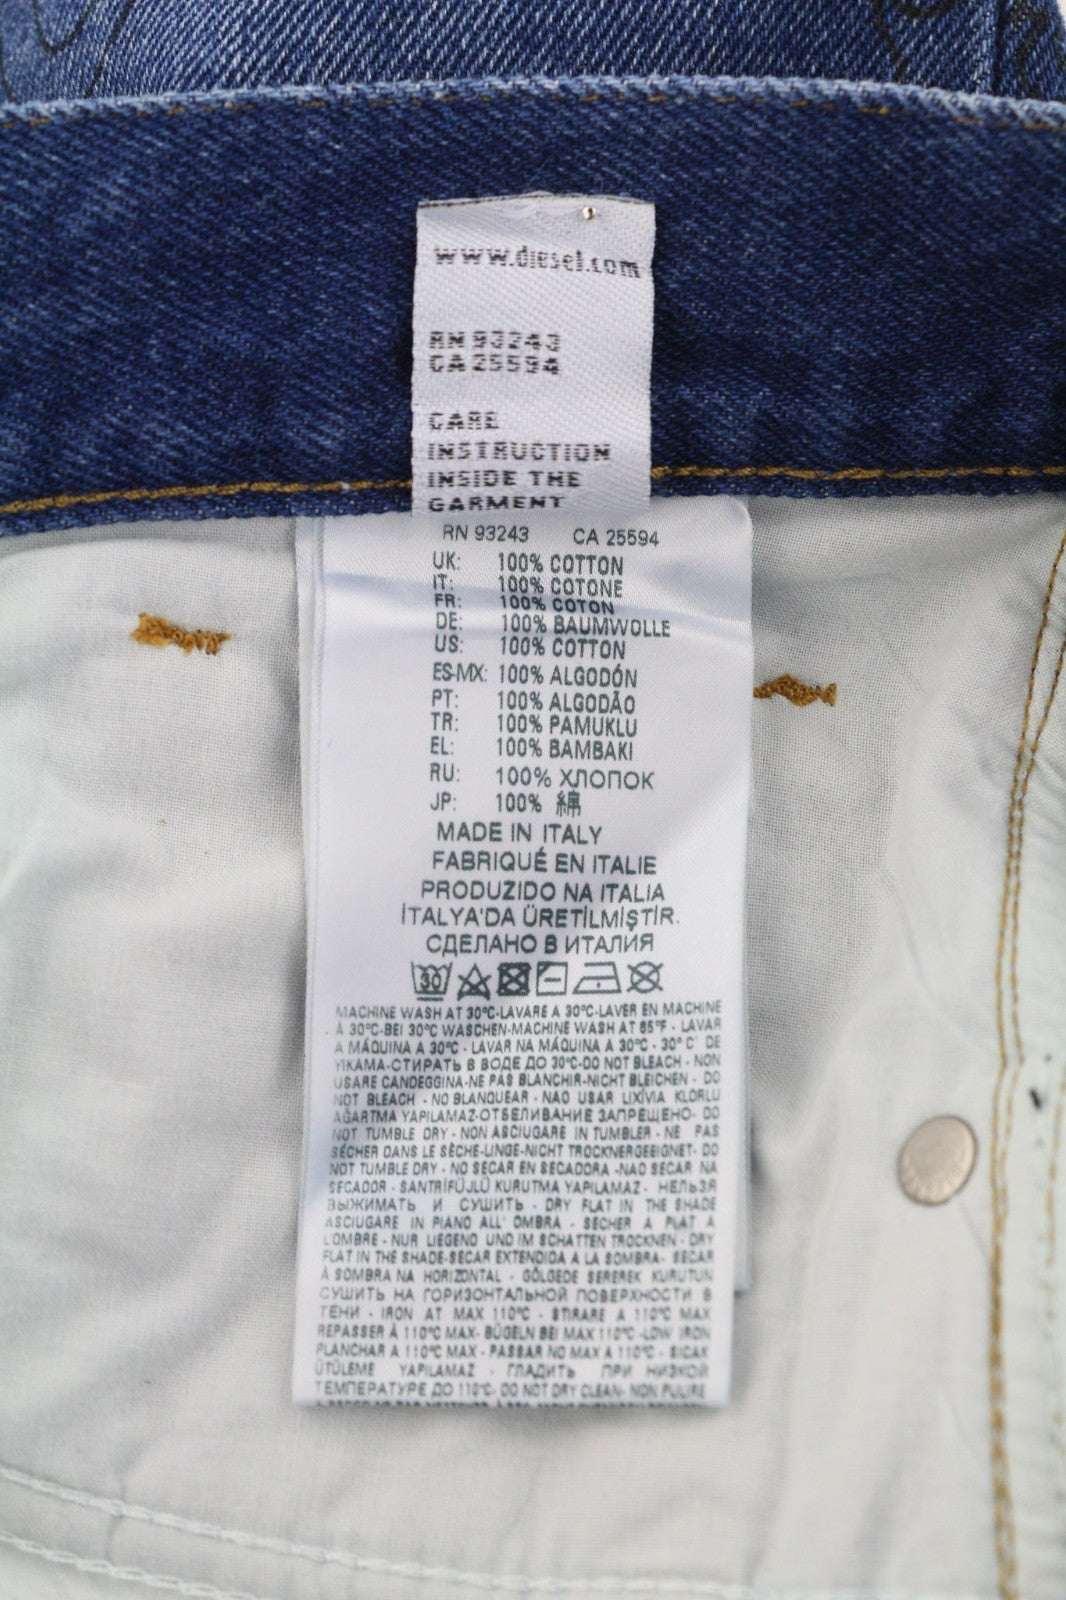 www.diesel.com
RN 93243
CA 25594
CARE
INSTRUCTION
INSIDE THE
GARMENT
RN 93243 CA 25594
UK: 100% COTTON
IT: 100% COTONE
FR: 100% COTON
DE: 100% BAUMWOLLE
US: 100% COTTON
ES-MX: 100% ALGODÓN
PT: 100% ALGODÃO
TR: 100% PAMUKLU
EL: 100% BAMBAKI
RU: 100% ХЛОПОК
JP: 100% 綿
MADE IN ITALY
FABRIQUÉ EN ITALIE
PRODUZIDO NA ITALIA
İTALYA'DA ÜRETİLMİŞTİR.
СДЕЛАНО В ИТАЛИЯ
30
MACHINE WASH AT 30°C-LAVARE A 30°C-LAVER EN MACHINE
À 30°C-BEI 30°C WASCHEN-MACHINE WASH AT 85°F - LAVAR
A MÁQUINA A 30°C - LAVAR NA MÁQUINA A 30°C - 30°C' DE
YIKAMA-СТИРАТЬ В ВОДЕ ДО 30°C-DO NOT BLEACH - NON
USARE CANDEGGINA-NE PAS BLANCHIR-NICHT BLEICHEN - DO
NOT BLEACH - NO BLANQUEAR - NAO USAR LIXÍVIA KLORLU
AĞARTMA YAPILAMAZ-ОТБЕЛИВАНИЕ ЗАПРЕЩЕНО- DO
NOT TUMBLE DRY - NON ASCIUGARE IN TUMBLER - NE PAS
SÉCHER DANS LE SÈCHE-LINGE-NICHT TROCKNERGEEIGNET- DO
NOT TUMBLE DRY - NO SECAR EN SECADORA -NAO SECAR NA
SECADOR - SANTRİFÜJLÜ KURUTMA YAPILAMAZ - НЕЛЬЗЯ
ВЫЖИМАТЬ И СУШИТЬ - DRY FLAT IN THE SHADE
ASCIUGARE IN PIANO ALL' OMBRA - SECHER A PLAT A
L'OMBRE - NUR LIEGEND UND IM SCHATTEN TROCKNEN - DRY
FLAT IN THE SHADE-SECAR EXTENDIDA A LA SOMBRA- SECAR
À SOMBRA NA HORIZONTAL - GÖLGEDE SEREREK KURUTUN
СУШИТЬ НА ГОРИЗОНТАЛЬНОЙ ПОВЕРХНОСТИ В
ТЕНИ - IRON AT MAX 110°C - STIRARE A 110°C MAX
REPASSER À 110°C MAX- BÜGELN BEI MAX 110°C -LOW IRON
PLANCHAR A 110°C MAX - PASSAR NO MAX A 110°C - SICAK
ÜTÜLEME YAPILAMAZ - ГЛАДИТЬ ПРИ НИЗКОЙ
ТЕМПЕРАТУРЕ ДО 110°C- DO NOT DRY CLEAN- NON PULIRE